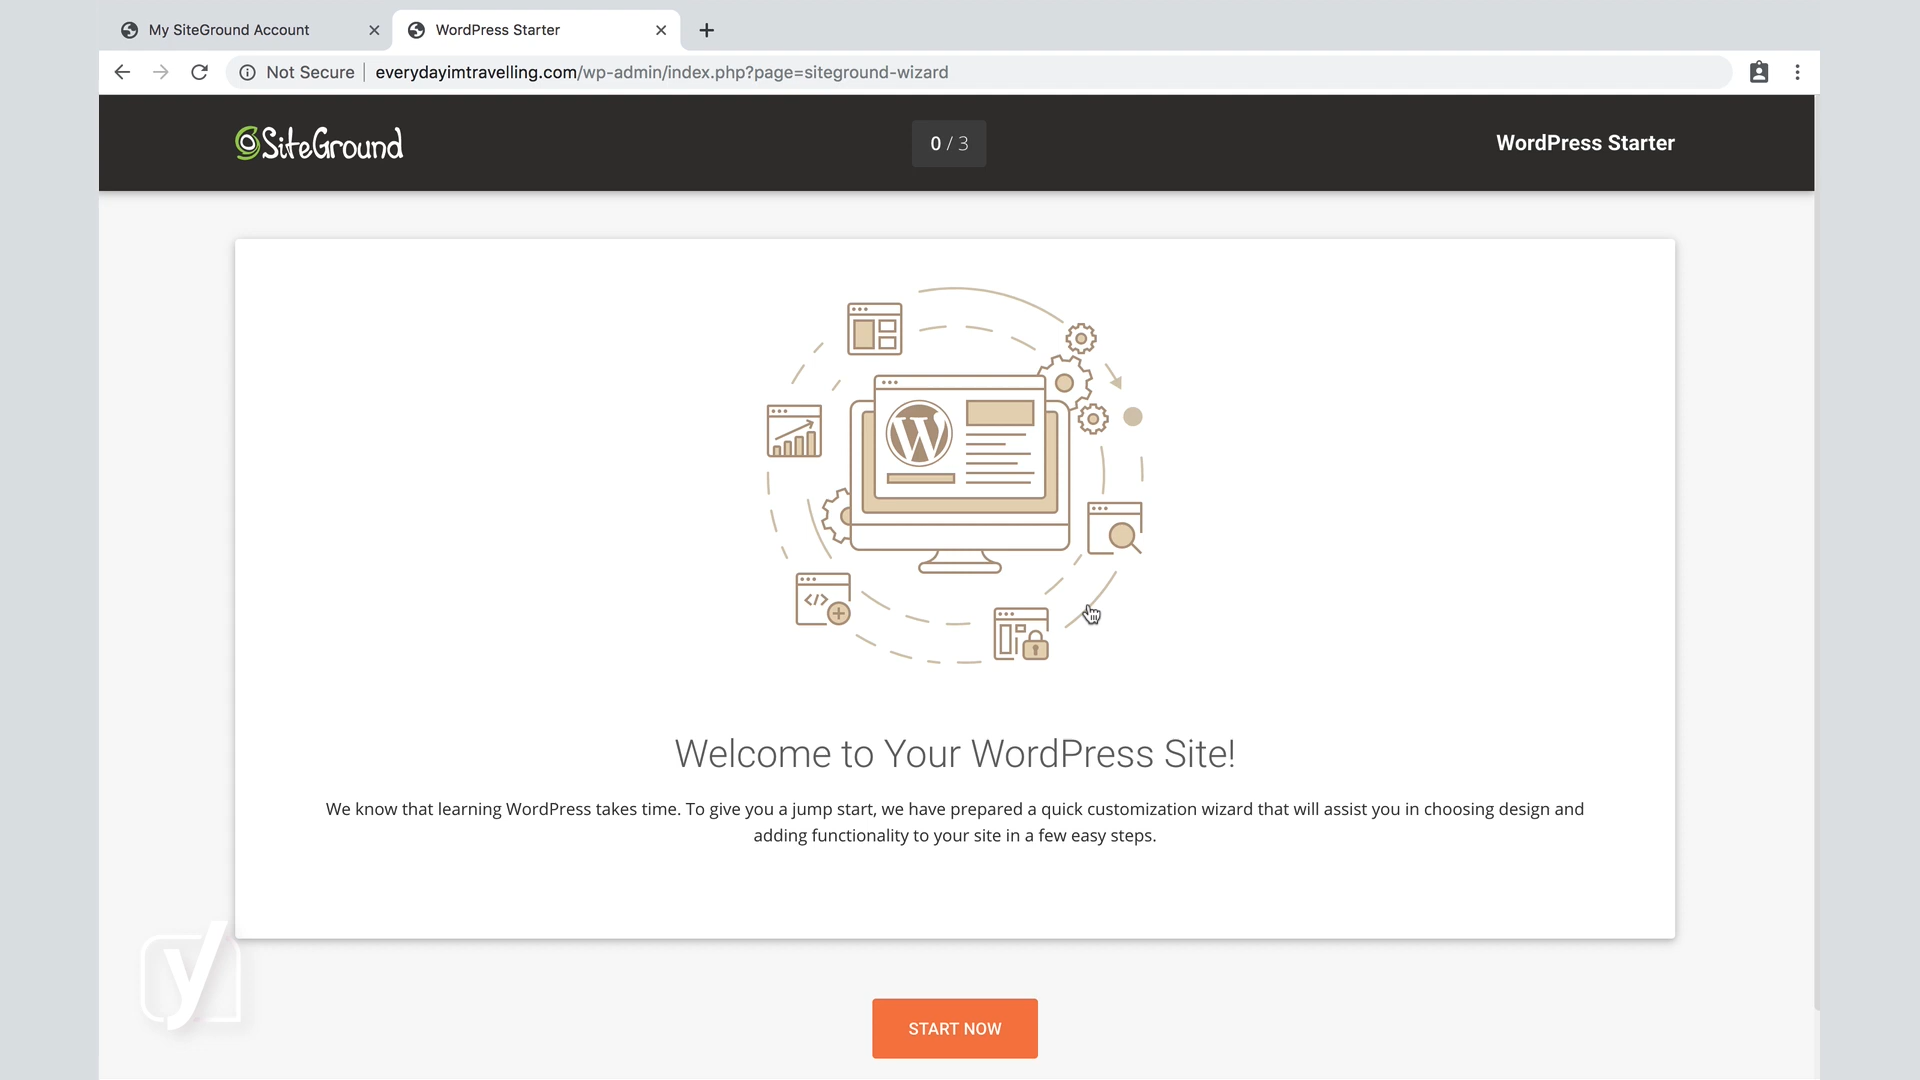 My SiteGround Account
WordPress Starter
Not Secure
everydayimtravelling.com/wp-admin/index.php?page=siteground-wizard
SiteGround
0 / 3
WordPress Starter
W
</>
Welcome to Your WordPress Site!
We know that learning WordPress takes time. To give you a jump start, we have prepared a quick customization wizard that will assist you in choosing design and
adding functionality to your site in a few easy steps.
y
START NOW